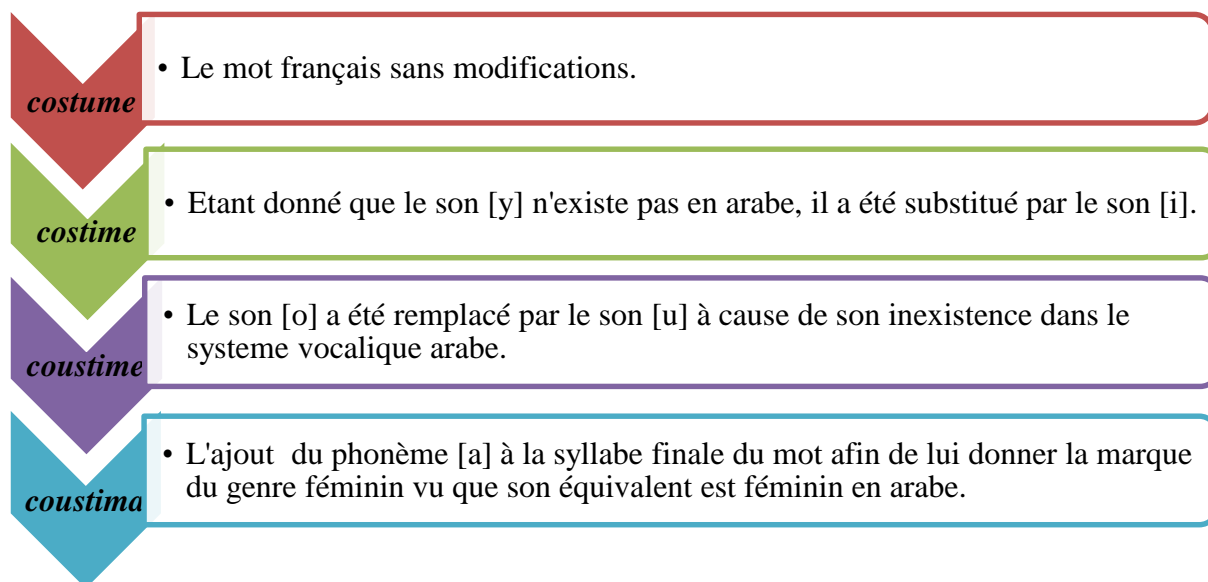 costume
• Le mot français sans modifications.
costime
• Etant donné que le son [y] n'existe pas en arabe, il a été substitué par le son [i].
coustime
• Le son [o] a été remplacé par le son [u] à cause de son inexistence dans le
systeme vocalique arabe.
coustima
• L'ajout du phonème [a] à la syllabe finale du mot afin de lui donner la marque
du genre féminin vu que son équivalent est féminin en arabe.